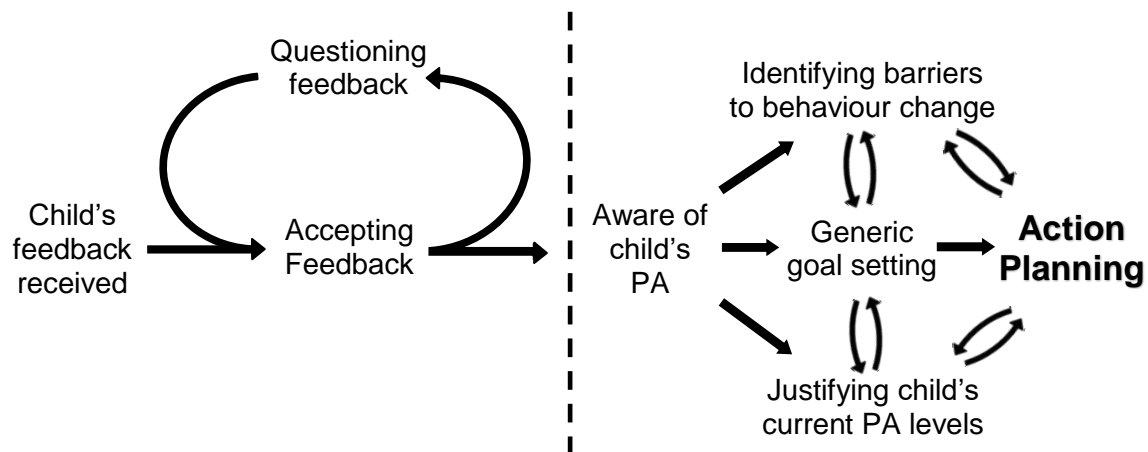 Questioning
feedback
Child's
feedback
received
Accepting
Feedback
Aware of
child's
PA
Identifying barriers
to behaviour change
Generic
goal setting
Justifying child's
current PA levels
Action
Planning